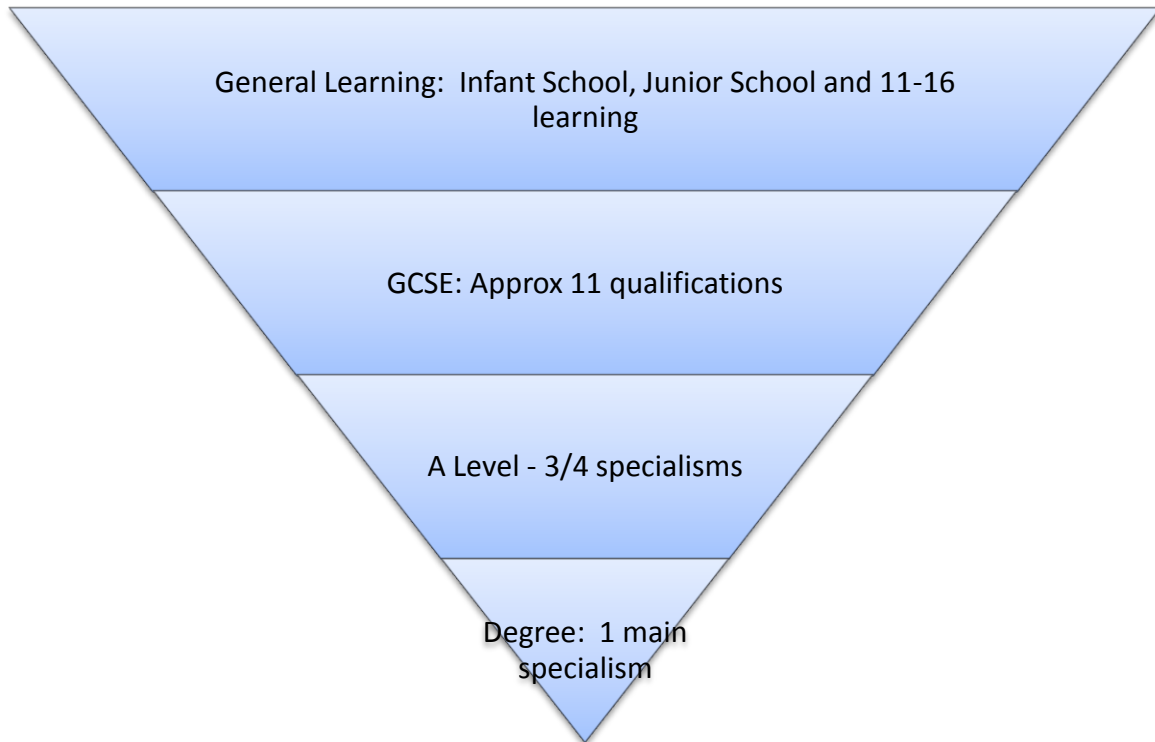 General Learning:  Infant School, Junior School and 11-16
learning
GCSE: Approx 11 qualifications
A Level - 3/4 specialisms
Degree:  1 main
specialism